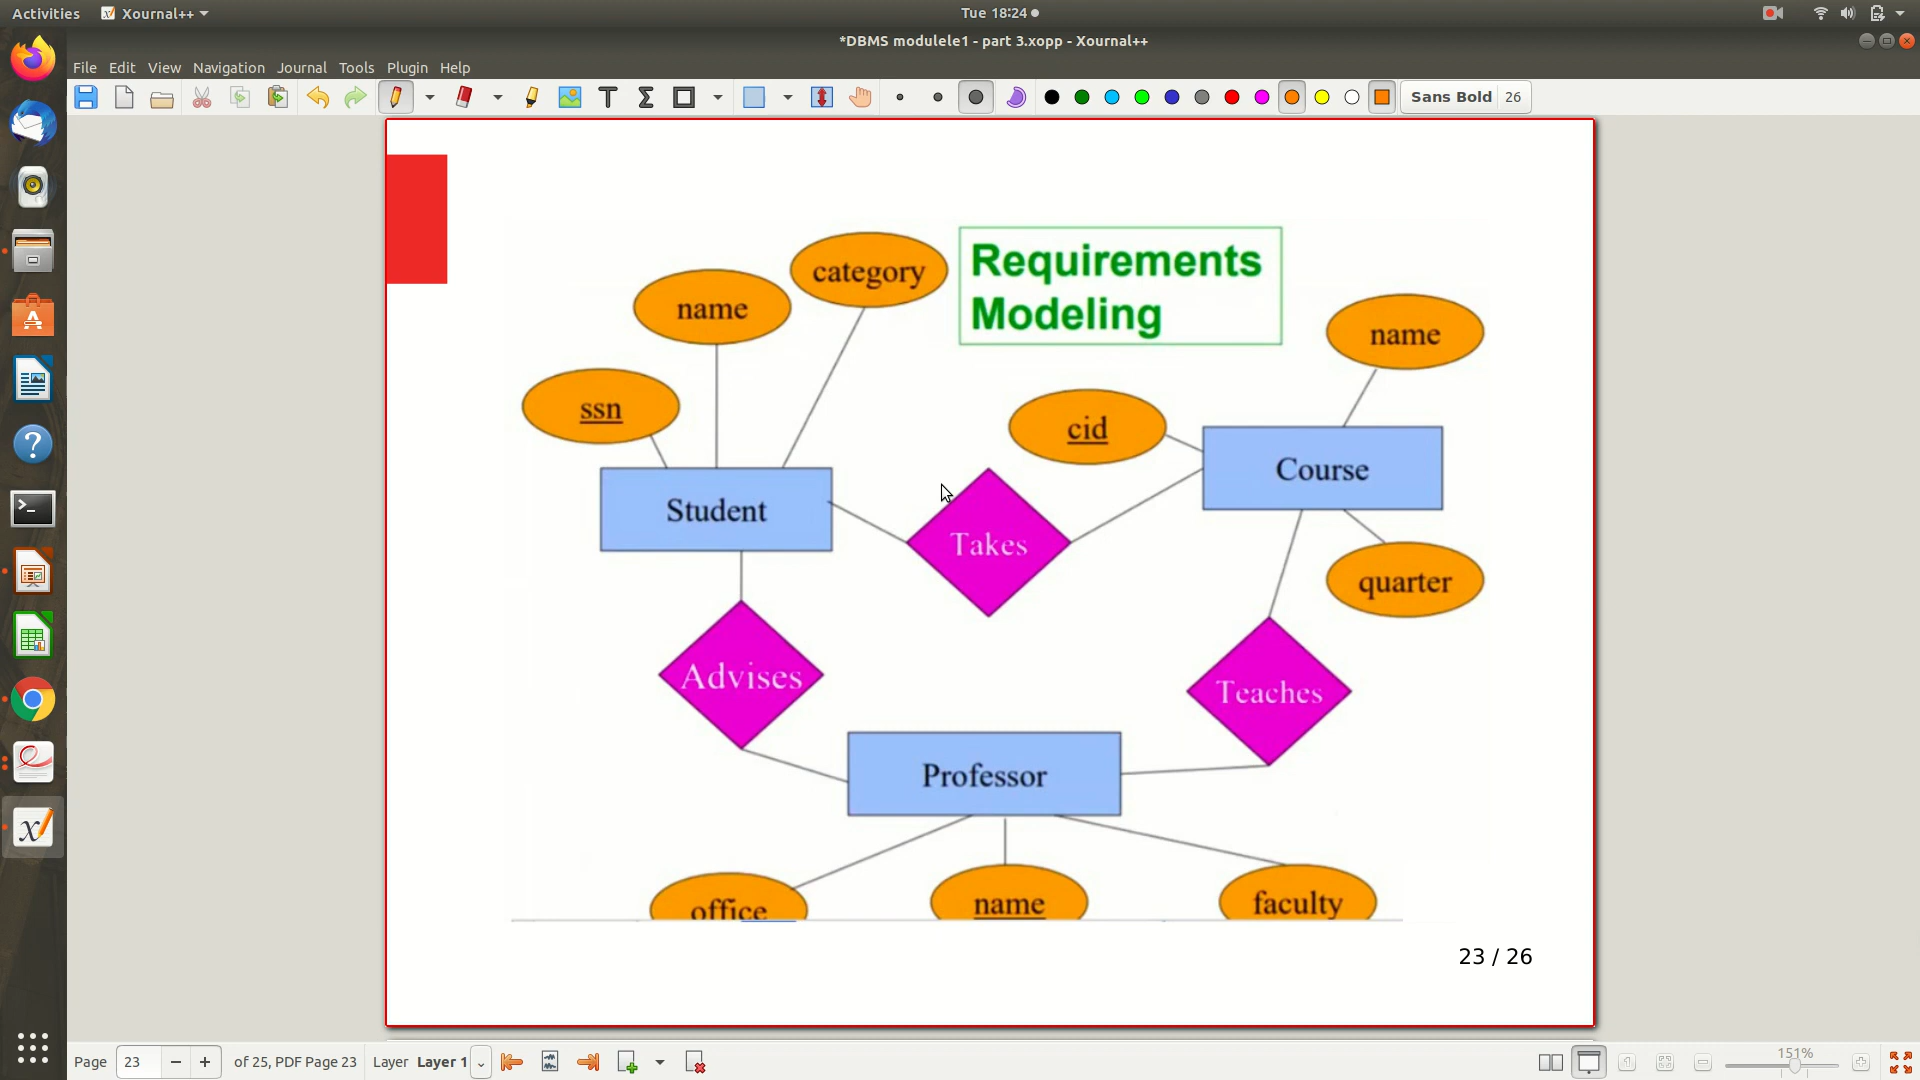 Activities
Xournal++
Tue 18:24
*DBMS modulele1 - part 3.xopp - Xournal++
File Edit View Navigation Journal Tools Plugin Help
Sans Bold 26
category
Requirements
Modeling
name
name
ssn
cid
Course
Student
Takes
quarter
Advises
Teaches
Professor
office
name
faculty
23 / 26
Page 23 of 25, PDF Page 23 Layer Layer 1
151%